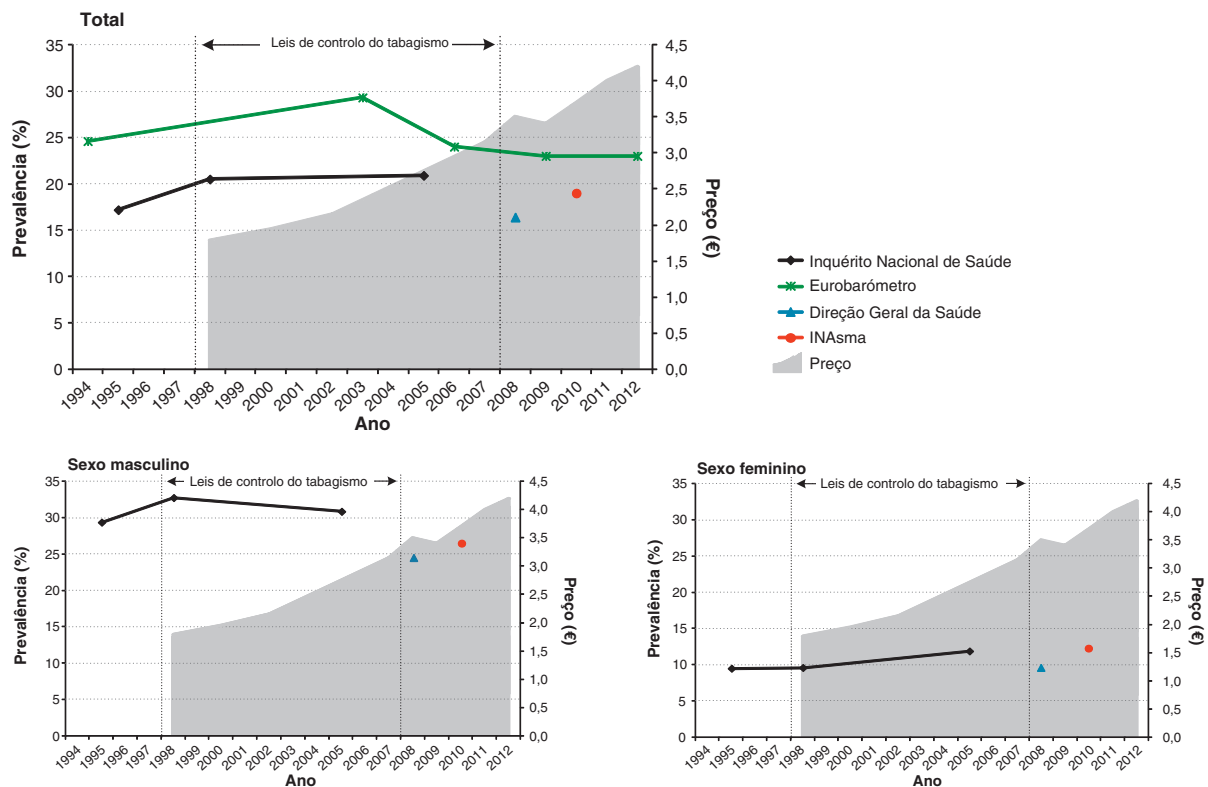 Total
Leis de controlo do tabagismo
35
30
25
20
15
10
5
0
Prevalência (%)
4,5
4,0
3,5
3,0
2,5
2,0
1,5
1,0
0,5
0,0
Preço (€)
1994 1995 1996 1997 1998 1999 2000 2001 2002 2003 2004 2005 2006 2007 2008 2009 2010 2011 2012
Ano
Inquérito Nacional de Saúde
Eurobarómetro
Direção Geral da Saúde
INAsma
Preço
Sexo masculino
Leis de controlo do tabagismo
35
30
25
20
15
10
5
0
Prevalência (%)
4,5
4,0
3,5
3,0
2,5
2,0
1,5
1,0
0,5
0,0
Preço (€)
1994 1995 1996 1997 1998 1999 2000 2001 2002 2003 2004 2005 2006 2007 2008 2009 2010 2011 2012
Ano
Sexo feminino
Leis de controlo do tabagismo
35
30
25
20
15
10
5
0
Prevalência (%)
4,5
4,0
3,5
3,0
2,5
2,0
1,5
1,0
0,5
0,0
Preço (€)
1994 1995 1996 1997 1998 1999 2000 2001 2002 2003 2004 2005 2006 2007 2008 2009 2010 2011 2012
Ano